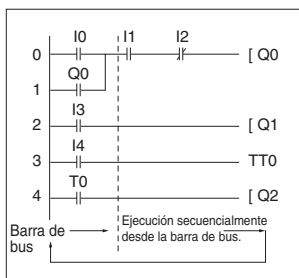 I0 I1 I2
0 [ Q0
Q0
1
I3
2 [ Q1
I4
3 TT0
T0
4 [ Q2
Barra de bus
Ejecución secuencialmente
desde la barra de bus.